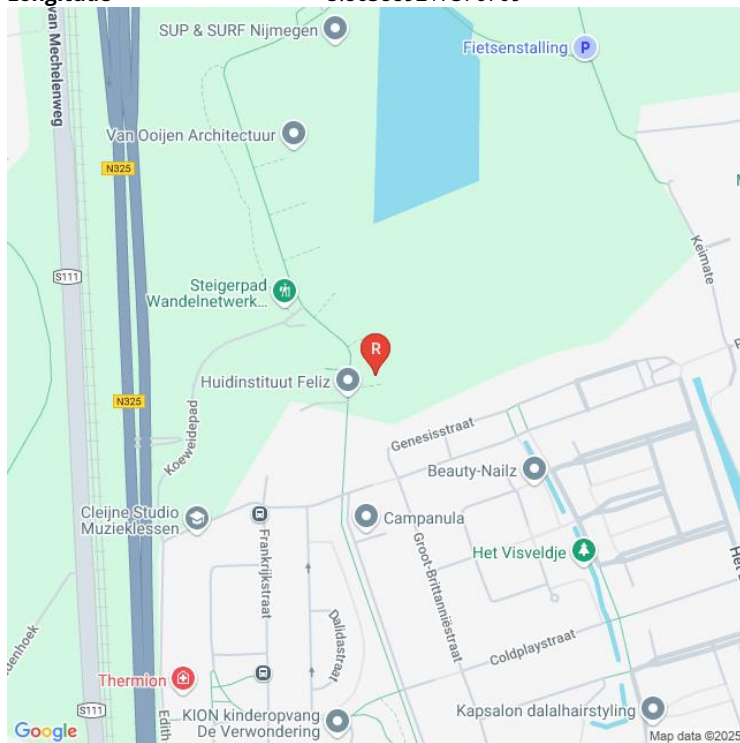 van Mechelenweg
SUP & SURF Nijmegen
Fietsenstalling
P
Van Ooijen Architectuur
N325
Keimate
S111
Steigerpad
Wandelnetwerk...
R
Huidinstituut Feliz
N325
Koeweidepad
Genesisstraat
Beauty-Nailz
Cleijne Studio
Muzieklessen
Campanula
Frankrijkstraat
Groot-Brittanniëstraat
Het Visveldje
Dalidastraat
Coldplaystraat
Thermion
S111
Edith
KION kinderopvang
De Verwondering
Kapsalon dalalhairstyling
Google
Map data ©2025